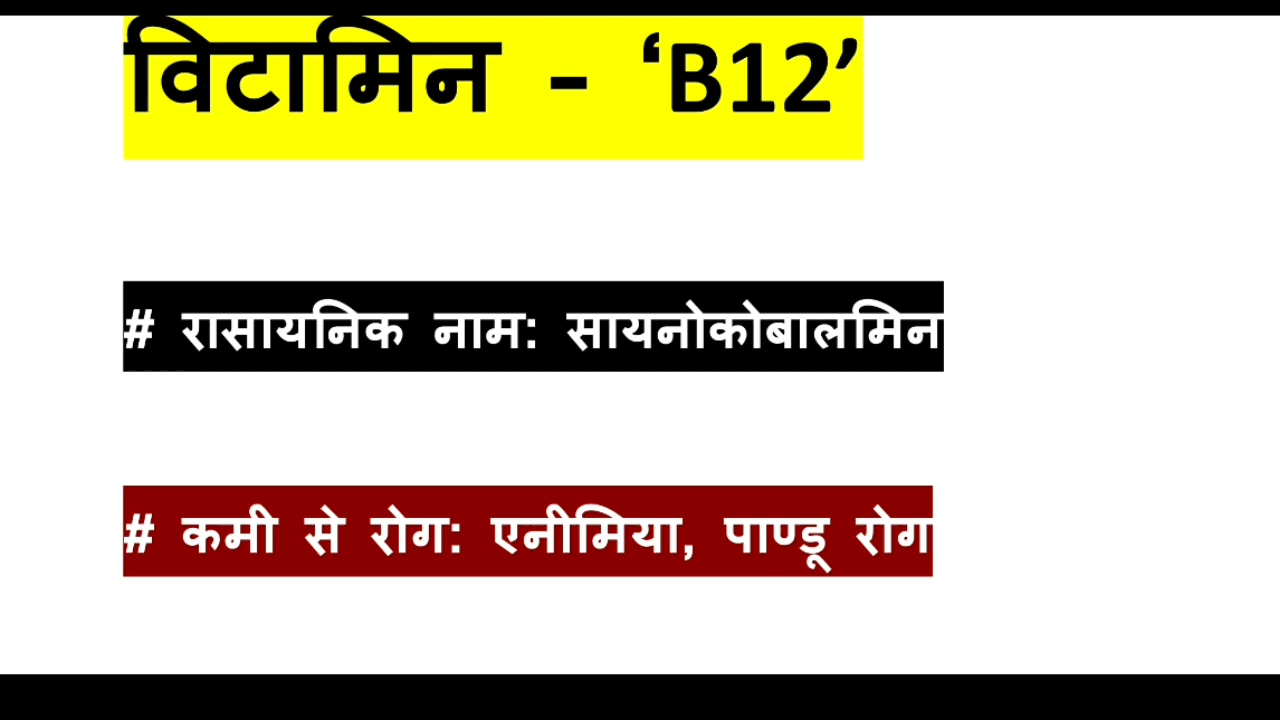 विटामिन – ‘B12’
# रासायनिक नाम: सायनोकोबालमिन
# कमी से रोग: एनीमिया, पाण्डू रोग